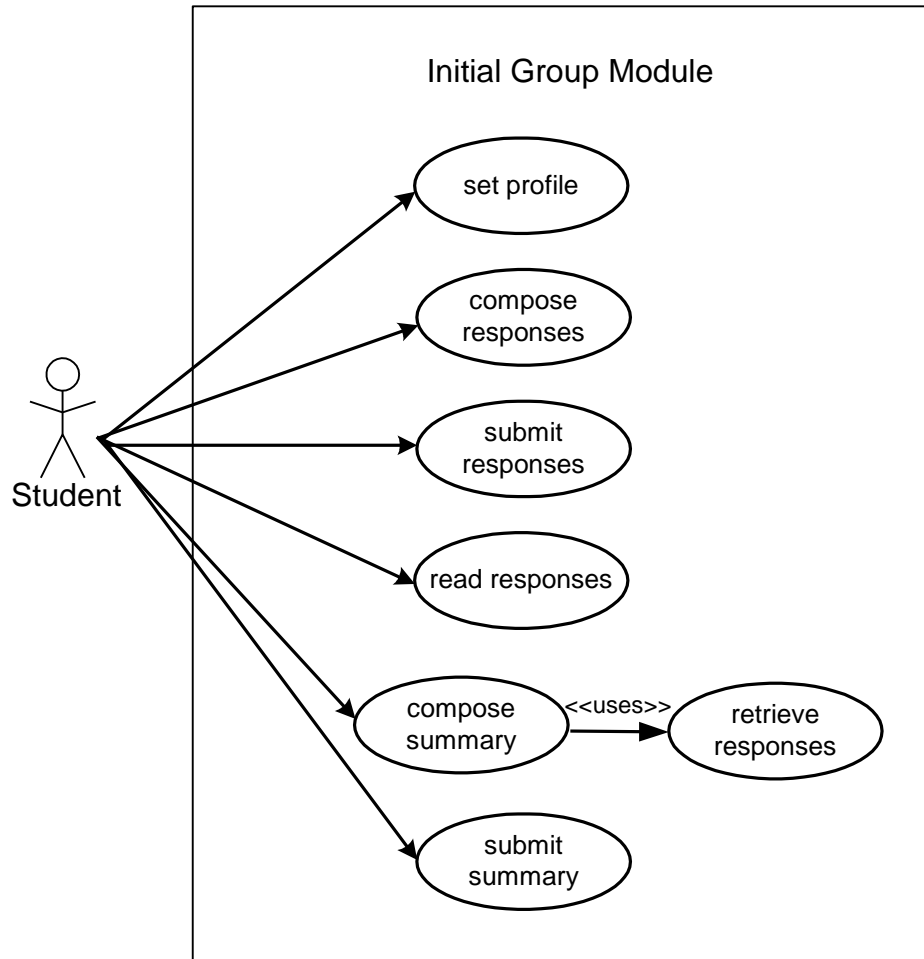 Initial Group Module
set profile
compose
responses
submit
responses
Student
read responses
compose
summary
<<uses>>
retrieve
responses
submit
summary